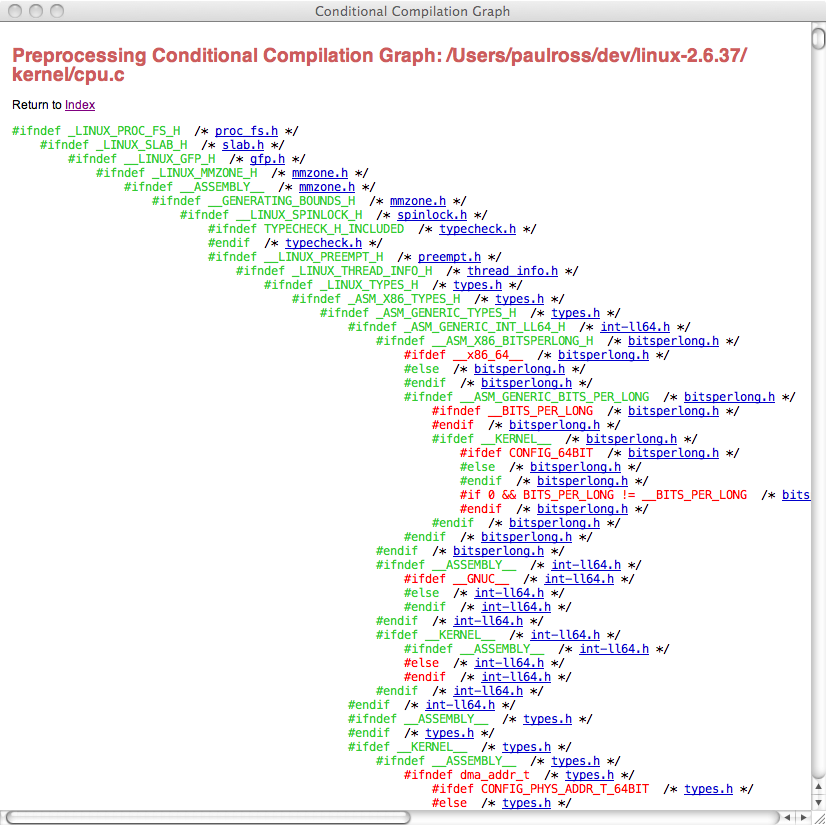 Conditional Compilation Graph
Preprocessing Conditional Compilation Graph: /Users/paulross/dev/linux-2.6.37/
kernel/cpu.c
Return to Index
#ifndef _LINUX_PROC_FS_H /* proc_fs.h */
#ifndef _LINUX_SLAB_H /* slab.h */
#ifndef __LINUX_GFP_H /* gfp.h */
#ifndef _LINUX_MMZONE_H /* mmzone.h */
#ifndef __ASSEMBLY__ /* mmzone.h */
#ifndef __GENERATING_BOUNDS_H /* mmzone.h */
#ifndef __LINUX_SPINLOCK_H /* spinlock.h */
#ifndef TYPECHECK_H_INCLUDED /* typecheck.h */
#endif /* typecheck.h */
#ifndef __LINUX_PREEMPT_H /* preempt.h */
#ifndef _LINUX_THREAD_INFO_H /* thread_info.h */
#ifndef _LINUX_TYPES_H /* types.h */
#ifndef _ASM_X86_TYPES_H /* types.h */
#ifndef _ASM_GENERIC_TYPES_H /* types.h */
#ifndef _ASM_GENERIC_INT_LL64_H /* int-ll64.h */
#ifndef __ASM_X86_BITSPERLONG_H /* bitsperlong.h */
#ifdef __x86_64__ /* bitsperlong.h */
#else /* bitsperlong.h */
#endif /* bitsperlong.h */
#ifndef __ASM_GENERIC_BITS_PER_LONG /* bitsperlong.h */
#ifndef __BITS_PER_LONG /* bitsperlong.h */
#endif /* bitsperlong.h */
#ifdef __KERNEL__ /* bitsperlong.h */
#ifdef CONFIG_64BIT /* bitsperlong.h */
#else /* bitsperlong.h */
#endif /* bitsperlong.h */
#if 0 && BITS_PER_LONG != __BITS_PER_LONG /* bits
#endif /* bitsperlong.h */
#endif /* bitsperlong.h */
#endif /* bitsperlong.h */
#endif /* bitsperlong.h */
#ifndef __ASSEMBLY__ /* int-ll64.h */
#ifdef __GNUC__ /* int-ll64.h */
#else /* int-ll64.h */
#endif /* int-ll64.h */
#endif /* int-ll64.h */
#ifdef __KERNEL__ /* int-ll64.h */
#ifndef __ASSEMBLY__ /* int-ll64.h */
#else /* int-ll64.h */
#endif /* int-ll64.h */
#endif /* int-ll64.h */
#endif /* int-ll64.h */
#ifndef __ASSEMBLY__ /* types.h */
#endif /* types.h */
#ifdef __KERNEL__ /* types.h */
#ifndef __ASSEMBLY__ /* types.h */
#ifndef dma_addr_t /* types.h */
#ifdef CONFIG_PHYS_ADDR_T_64BIT /* types.h */
#else /* types.h */